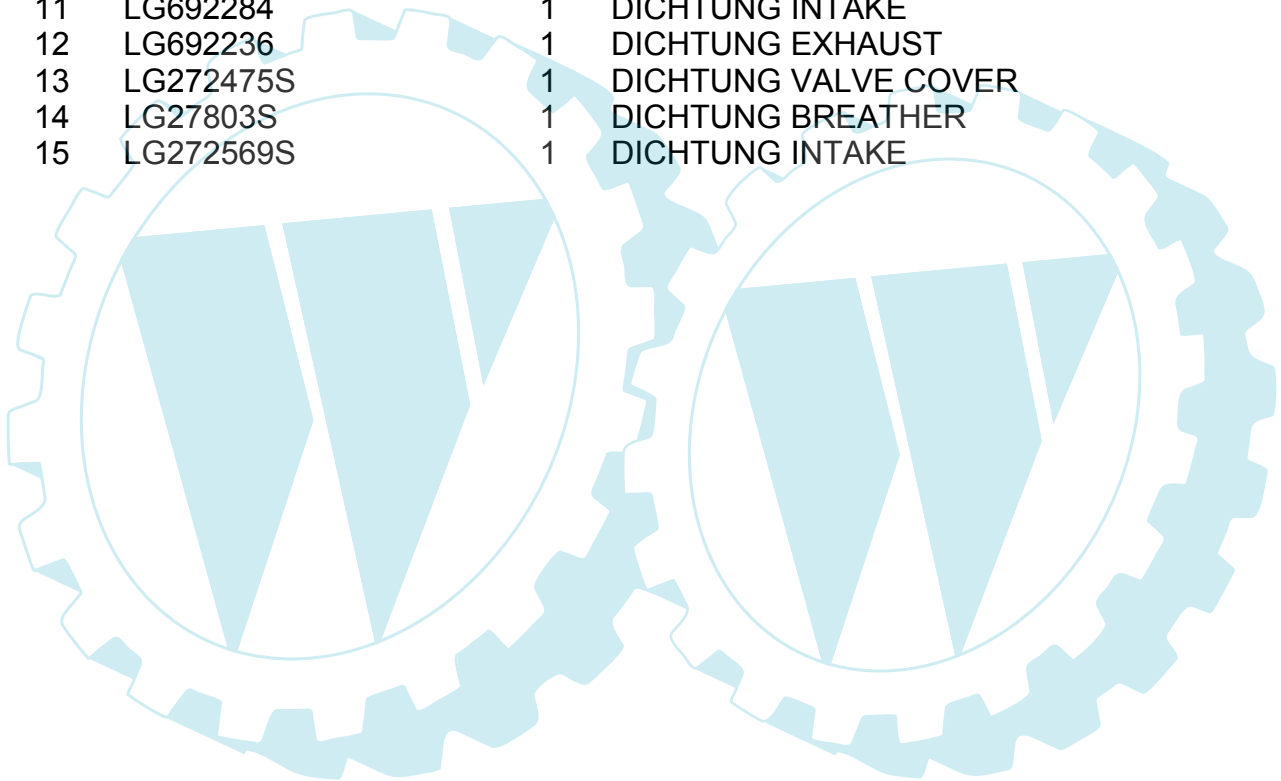 11 LG692284 1 DICHTUNG INTAKE
12 LG692236 1 DICHTUNG EXHAUST
13 LG272475S 1 DICHTUNG VALVE COVER
14 LG27803S 1 DICHTUNG BREATHER
15 LG272569S 1 DICHTUNG INTAKE